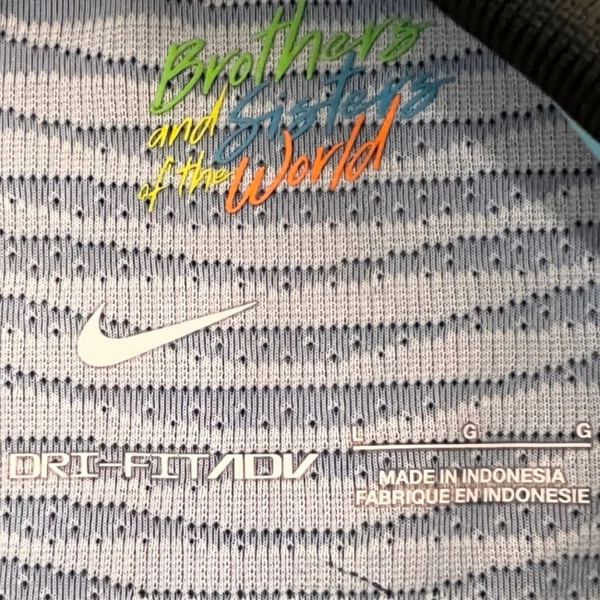 Brothers
and Sisters
of the World
DRI-FIT ADV
L G G
MADE IN INDONESIA
FABRIQUE EN INDONESIE